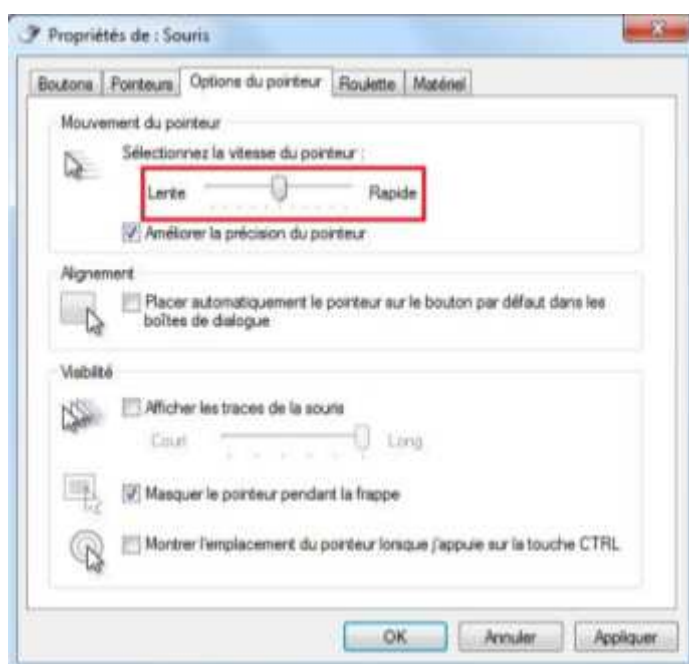 Propriétés de : Souris
Boutons Pointeurs Options du pointeur Roulette Matériel
Mouvement du pointeur
Sélectionnez la vitesse du pointeur :
Lente Rapide
Améliorer la précision du pointeur
Alignement
Placer automatiquement le pointeur sur le bouton par défaut dans les
boîtes de dialogue
Visibilité
Afficher les traces de la souris
Court Long
Masquer le pointeur pendant la frappe
Montrer l'emplacement du pointeur lorsque j'appuie sur la touche CTRL
OK Annuler Appliquer